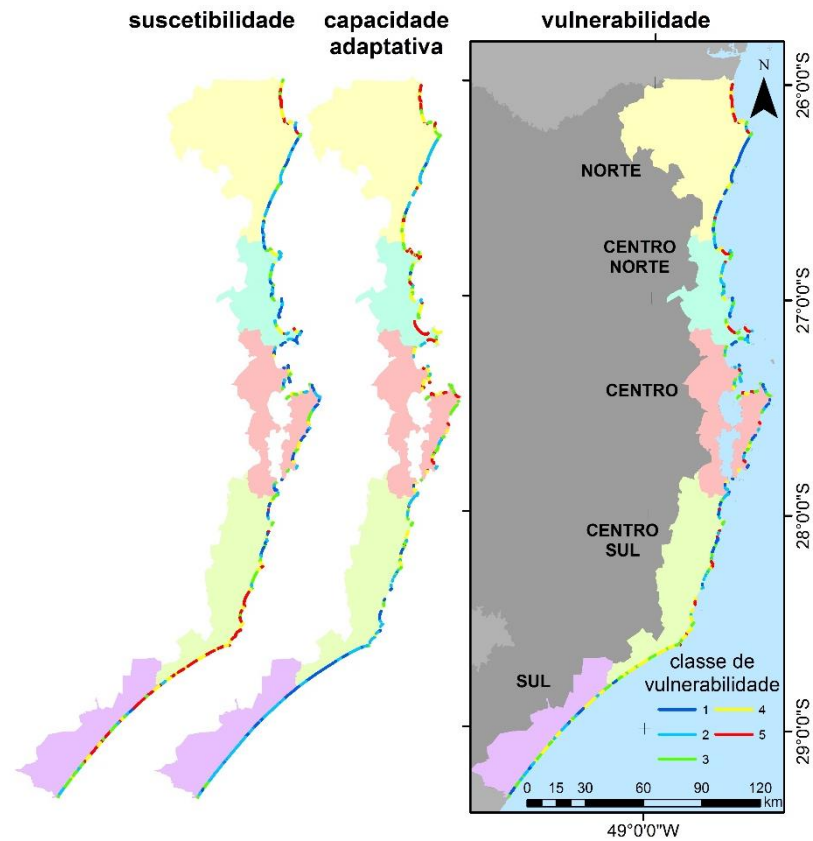 suscetibilidade
capacidade
adaptativa
vulnerabilidade
N
26°0'0"S
NORTE
CENTRO
NORTE
27°0'0"S
CENTRO
28°0'0"S
CENTRO
SUL
classe de
vulnerabilidade
SUL
1 4
2 5
3
29°0'0"S
0 15 30 60 90 120
km
49°0'0"W